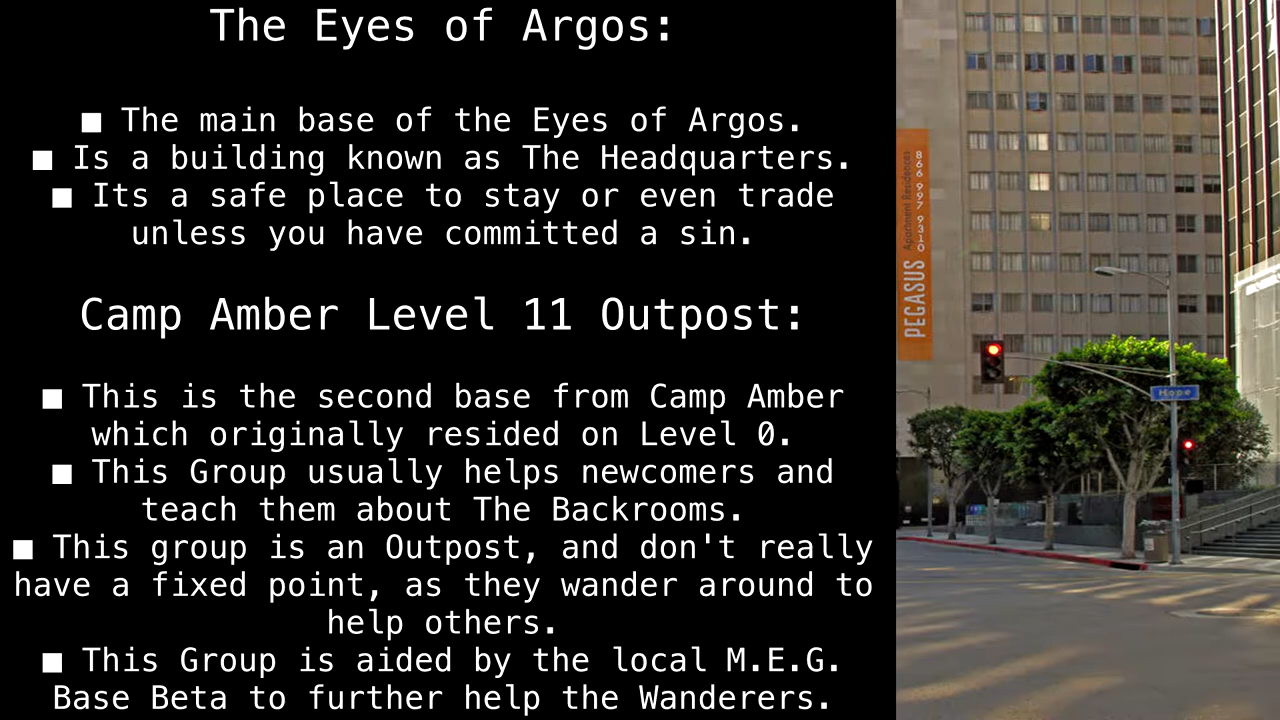 The Eyes of Argos:
■ The main base of the Eyes of Argos.
■ Is a building known as The Headquarters.
■ Its a safe place to stay or even trade
unless you have committed a sin.
Camp Amber Level 11 Outpost:
■ This is the second base from Camp Amber
which originally resided on Level 0.
■ This Group usually helps newcomers and
teach them about The Backrooms.
■ This group is an Outpost, and don't really
have a fixed point, as they wander around to
help others.
■ This Group is aided by the local M.E.G.
Base Beta to further help the Wanderers.
PEGASUS
Apartment Residences
866 997 9310
Hope